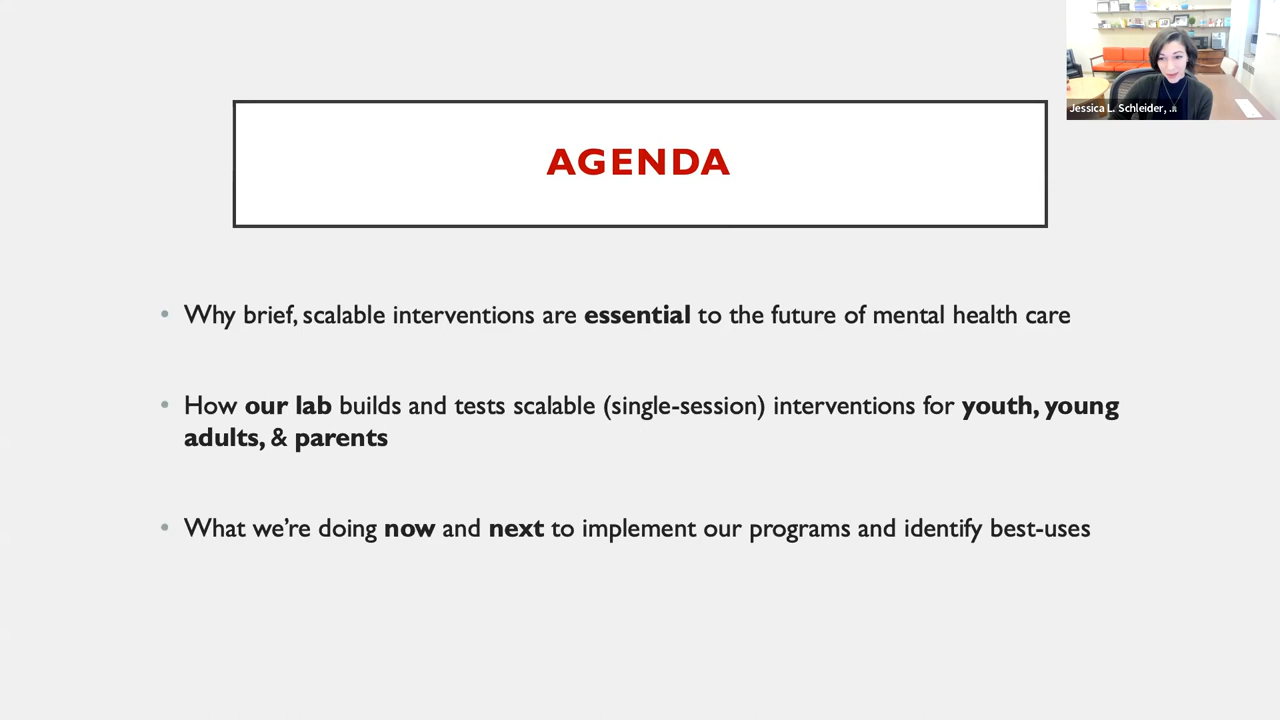 Jessica L. Schleider, ...
AGENDA
• Why brief, scalable interventions are essential to the future of mental health care
• How our lab builds and tests scalable (single-session) interventions for youth, young
adults, & parents
• What we're doing now and next to implement our programs and identify best-uses